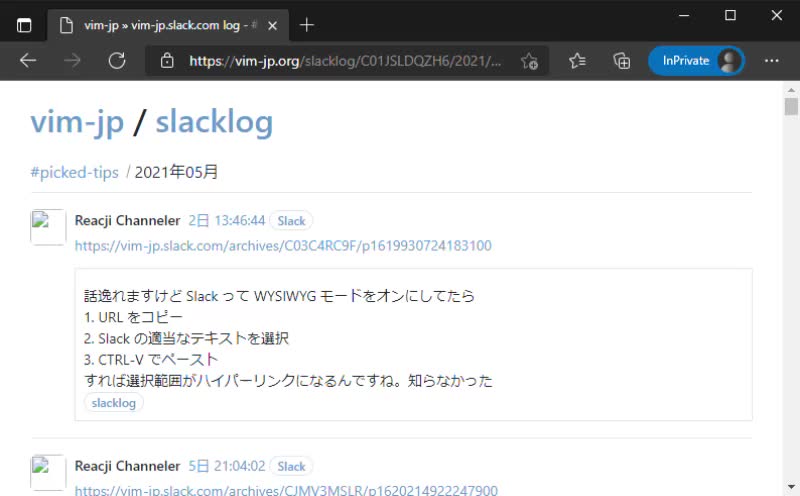 vim-jp » vim-jp.slack.com log - #
https://vim-jp.org/slacklog/C01JSLDQZH6/2021/...
InPrivate
vim-jp / slacklog
#picked-tips / 2021年05月
Reacji Channeler 2日 13:46:44 Slack
https://vim-jp.slack.com/archives/C03C4RC9F/p1619930724183100
話逸れますけど Slack って WYSIWYG モードをオンにしてたら
1. URL をコピー
2. Slack の適当なテキストを選択
3. CTRL-V でペースト
すれば選択範囲がハイパーリンクになるんですね。知らなかった
slacklog
Reacji Channeler 5日 21:04:02 Slack
https://vim-jp.slack.com/archives/CJMV3MSLR/p1620214922247900